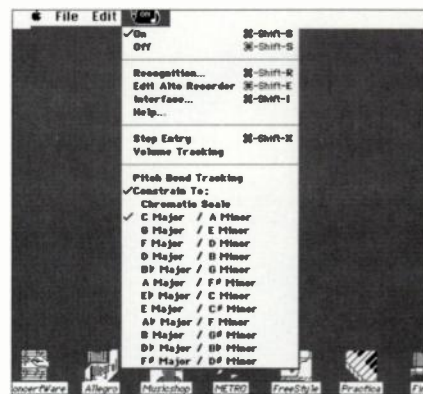 File Edit ON
✓On ⌘-Shift-G
Off ⌘-Shift-S
Recognition... ⌘-Shift-R
Edit Alto Recorder ⌘-Shift-E
Interface... ⌘-Shift-I
Help...
Step Entry ⌘-Shift-X
Volume Tracking
Pitch Bend Tracking
✓Constrain To:
Chromatic Scale
✓ C Major / A Minor
G Major / E Minor
F Major / D Minor
D Major / B Minor
B♭ Major / G Minor
A Major / F♯ Minor
E♭ Major / C Minor
E Major / C♯ Minor
A♭ Major / F Minor
B Major / G♯ Minor
D♭ Major / B♭ Minor
F♯ Major / D♯ Minor
oncertWare Allegro Musicshop METRO FreeStyle Practica